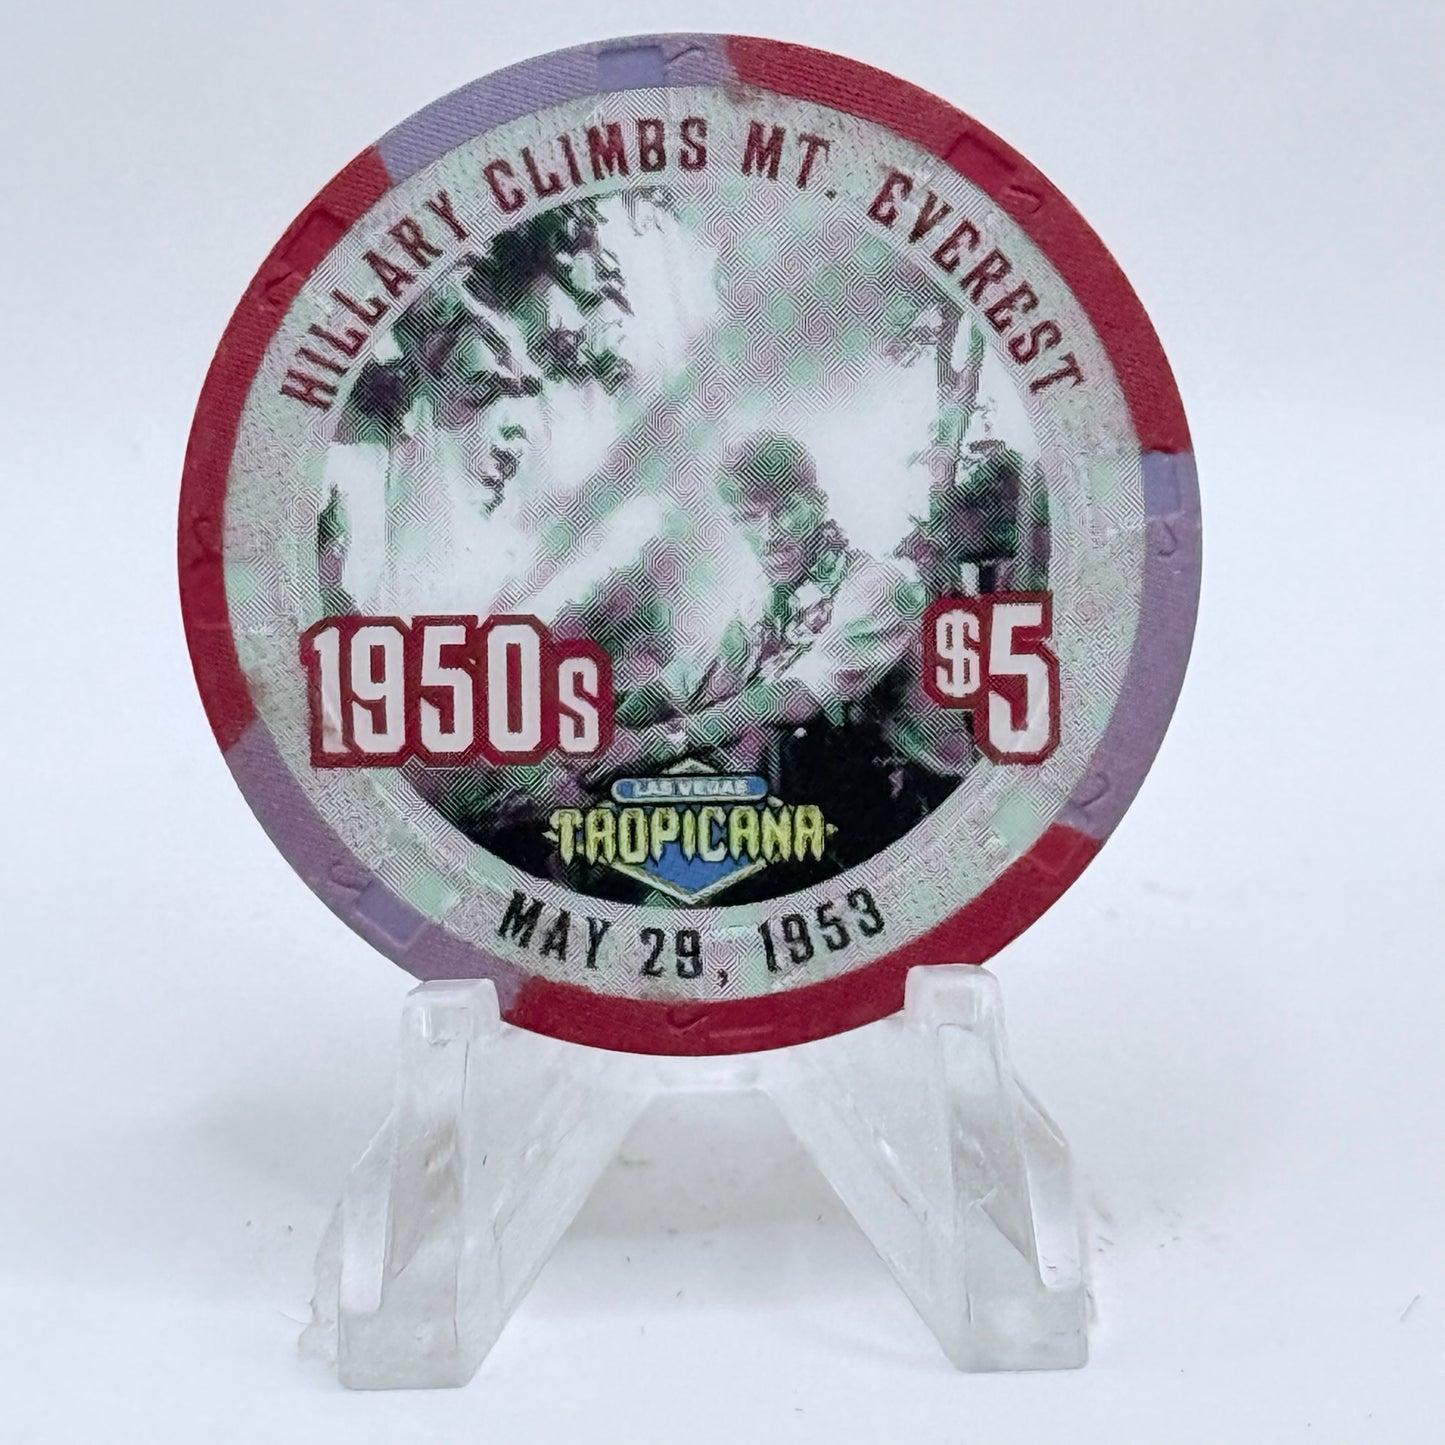 HILLARY CLIMBS MT. EVEREST
1950s
$5
LAS VEGAS
TROPICANA
MAY 29, 1953